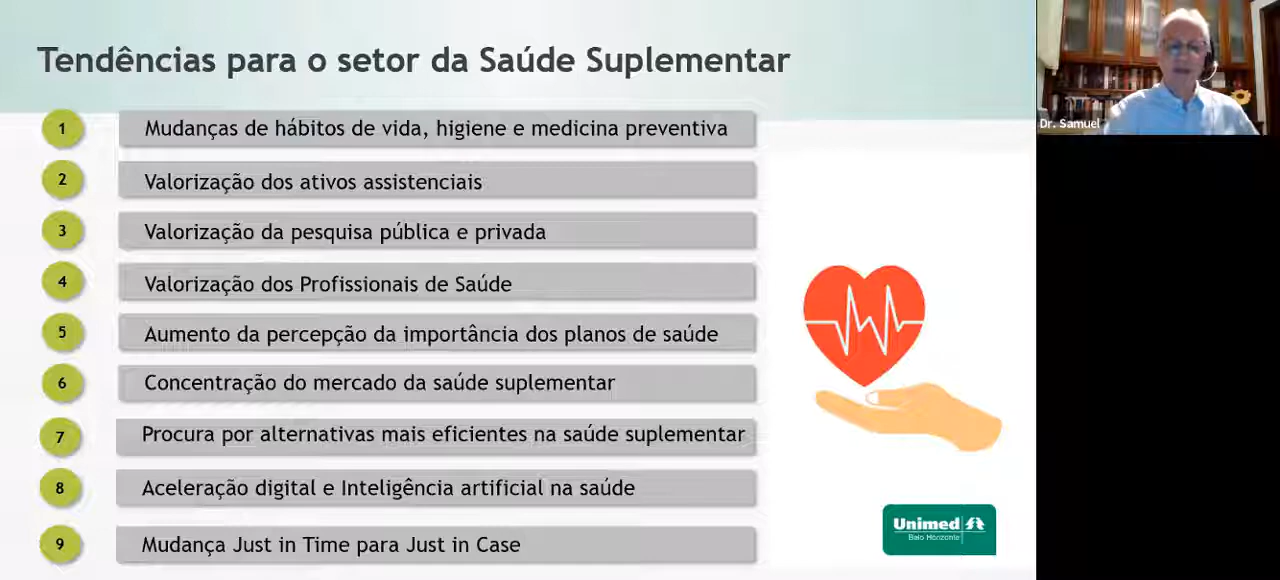 Tendências para o setor da Saúde Suplementar
1 Mudanças de hábitos de vida, higiene e medicina preventiva
2 Valorização dos ativos assistenciais
3 Valorização da pesquisa pública e privada
4 Valorização dos Profissionais de Saúde
5 Aumento da percepção da importância dos planos de saúde
6 Concentração do mercado da saúde suplementar
7 Procura por alternativas mais eficientes na saúde suplementar
8 Aceleração digital e Inteligência artificial na saúde
9 Mudança Just in Time para Just in Case
Unimed
Belo Horizonte
Dr. Samuel